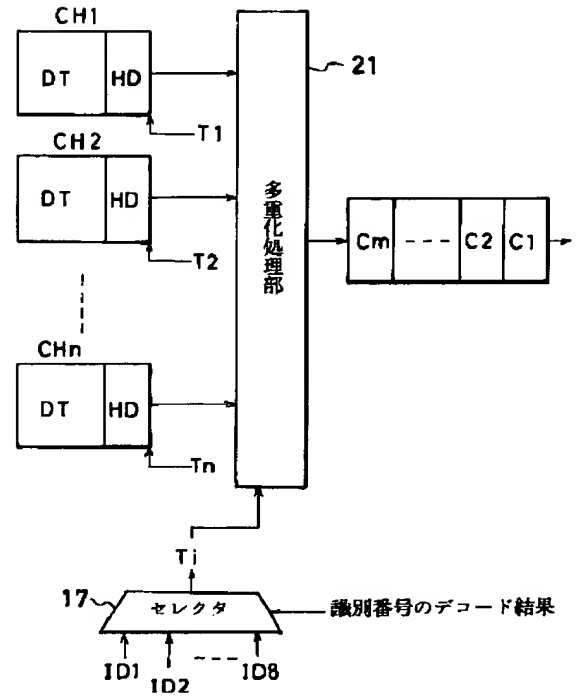 CH1
DT HD
T1
21
CH2
DT HD
T2
CHn
DT HD
Tn
多重化処理部
Cm ---- C2 C1
Ti
17
セレクタ
識別番号のデコード結果
ID1 ID2 ---- ID8